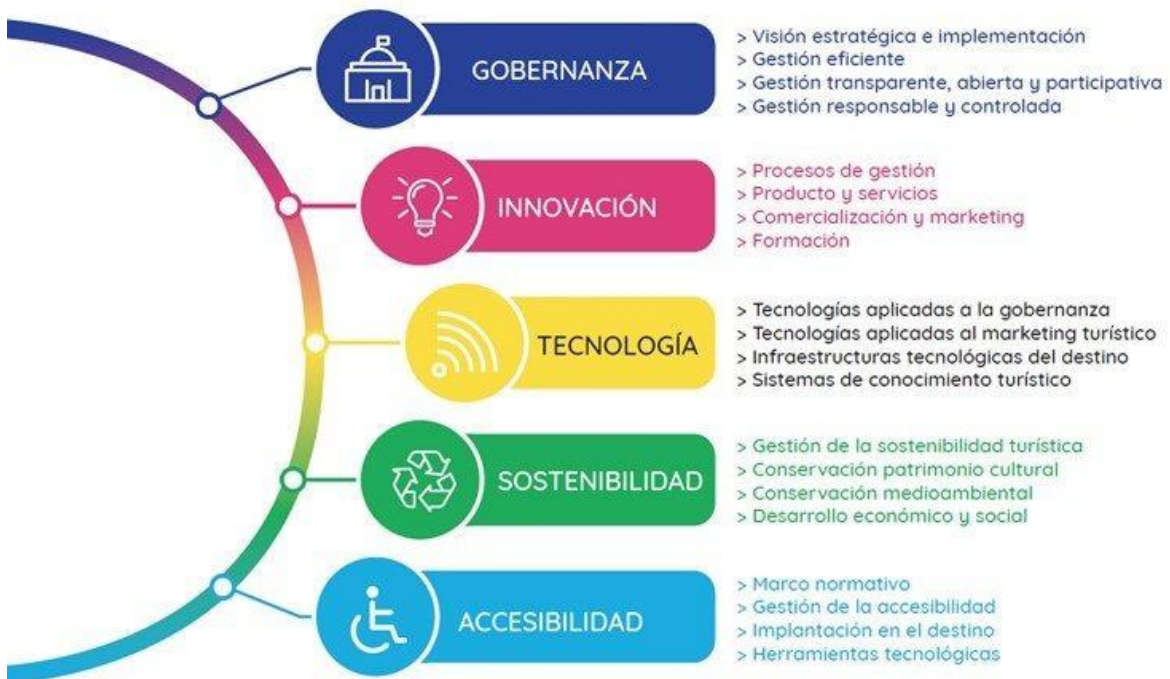 GOBERNANZA
> Visión estratégica e implementación
> Gestión eficiente
> Gestión transparente, abierta y participativa
> Gestión responsable y controlada
INNOVACIÓN
> Procesos de gestión
> Producto y servicios
> Comercialización y marketing
> Formación
TECNOLOGÍA
> Tecnologías aplicadas a la gobernanza
> Tecnologías aplicadas al marketing turístico
> Infraestructuras tecnológicas del destino
> Sistemas de conocimiento turístico
SOSTENIBILIDAD
> Gestión de la sostenibilidad turística
> Conservación patrimonio cultural
> Conservación medioambiental
> Desarrollo económico y social
ACCESIBILIDAD
> Marco normativo
> Gestión de la accesibilidad
> Implantación en el destino
> Herramientas tecnológicas